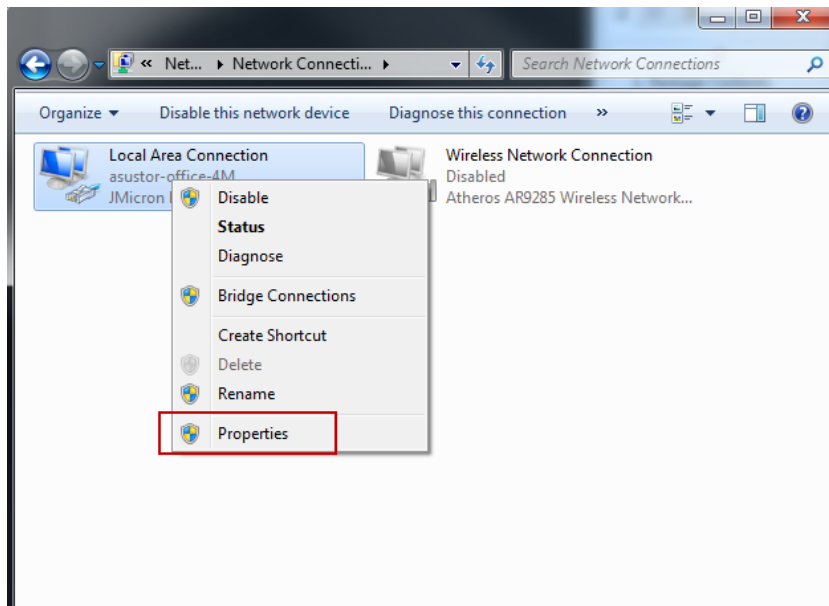 « Net... Network Connecti... Search Network Connections
Organize Disable this network device Diagnose this connection »
Local Area Connection
asustor-office-4M
JMicron
Wireless Network Connection
Disabled
Atheros AR9285 Wireless Network...
Disable
Status
Diagnose
Bridge Connections
Create Shortcut
Delete
Rename
Properties